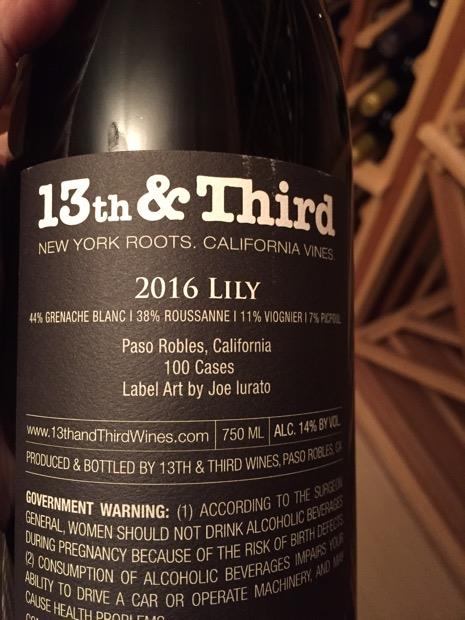 13th & Third
NEW YORK ROOTS. CALIFORNIA VINES.
2016 LILY
44% GRENACHE BLANC | 38% ROUSSANNE | 11% VIOGNIER | 7% PICPOUL
Paso Robles, California
100 Cases
Label Art by Joe Iurato
www.13thandThirdWines.com | 750 ML | ALC. 14% BY VOL.
PRODUCED & BOTTLED BY 13TH & THIRD WINES, PASO ROBLES, CA
GOVERNMENT WARNING: (1) ACCORDING TO THE SURGEON
GENERAL, WOMEN SHOULD NOT DRINK ALCOHOLIC BEVERAGES
DURING PREGNANCY BECAUSE OF THE RISK OF BIRTH DEFECTS.
(2) CONSUMPTION OF ALCOHOLIC BEVERAGES IMPAIRS YOUR
ABILITY TO DRIVE A CAR OR OPERATE MACHINERY, AND MAY
CAUSE HEALTH PROBLEMS.